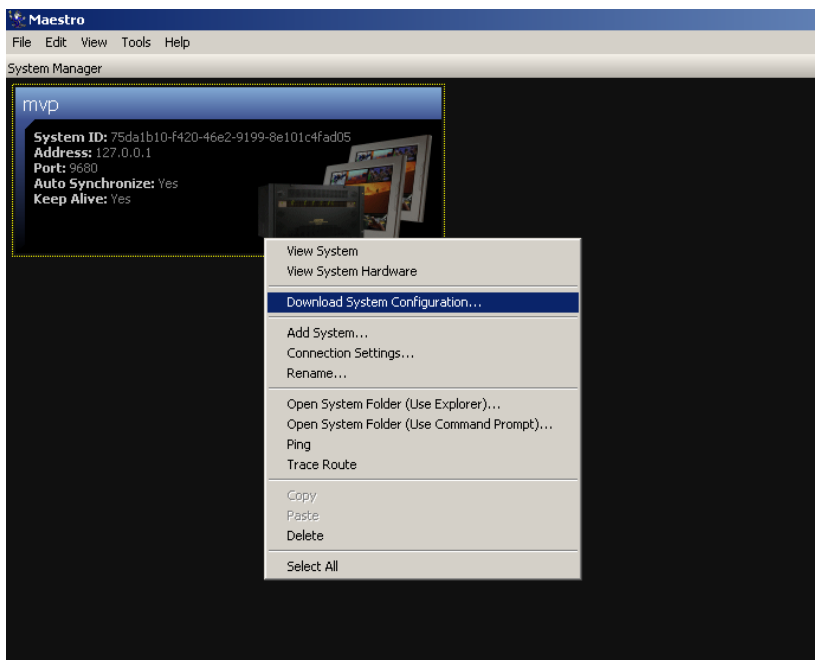 Maestro
File Edit View Tools Help
System Manager
mvp
System ID: 75da1b10-f420-46e2-9199-8e101c4fad05
Address: 127.0.0.1
Port: 9680
Auto Synchronize: Yes
Keep Alive: Yes
View System
View System Hardware
Download System Configuration...
Add System...
Connection Settings...
Rename...
Open System Folder (Use Explorer)...
Open System Folder (Use Command Prompt)...
Ping
Trace Route
Copy
Paste
Delete
Select All